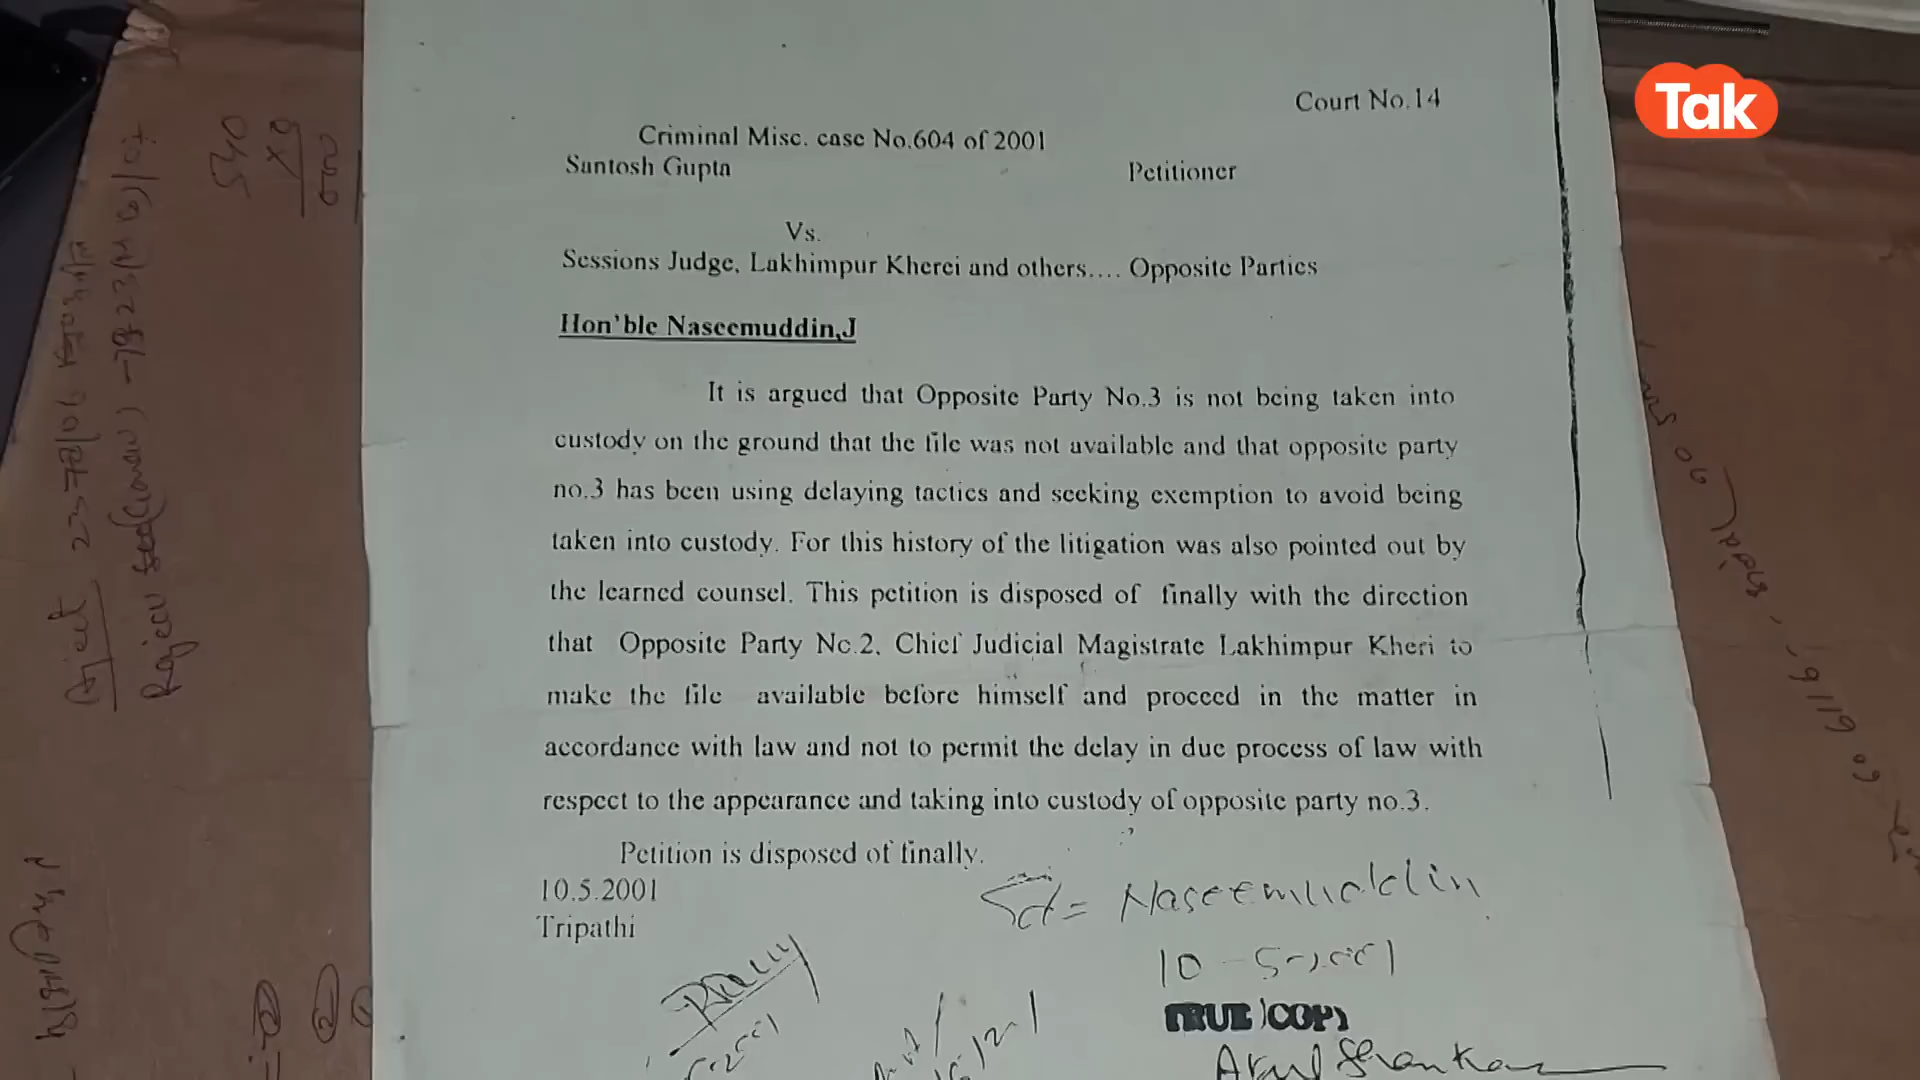 Tak
Court No.14
Criminal Misc. case No.604 of 2001
Santosh Gupta Petitioner
Vs.
Sessions Judge, Lakhimpur Kherei and others.... Opposite Parties
Hon'ble Naseemuddin,J
It is argued that Opposite Party No.3 is not being taken into
custody on the ground that the file was not available and that opposite party
no.3 has been using delaying tactics and seeking exemption to avoid being
taken into custody. For this history of the litigation was also pointed out by
the learned counsel. This petition is disposed of finally with the direction
that Opposite Party No.2, Chief Judicial Magistrate Lakhimpur Kheri to
make the file available before himself and proceed in the matter in
accordance with law and not to permit the delay in due process of law with
respect to the appearance and taking into custody of opposite party no.3.
Petition is disposed of finally.
10.5.2001
Tripathi
Sd= Naseemuddin
10-5-2001
TRUE COPY
540